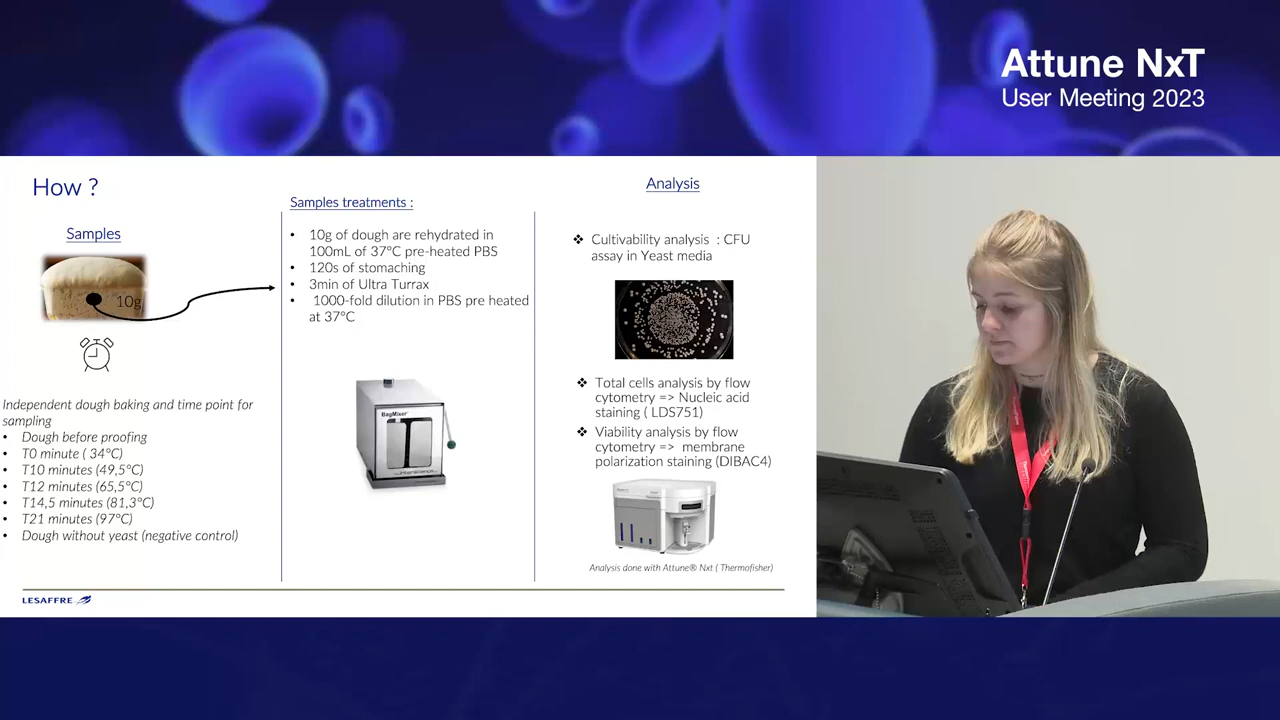 Attune NxT
User Meeting 2023
How ?
Samples
10g
Independent dough baking and time point for
sampling
• Dough before proofing
• T0 minute ( 34°C)
• T10 minutes (49,5°C)
• T12 minutes (65,5°C)
• T14,5 minutes (81,3°C)
• T21 minutes (97°C)
• Dough without yeast (negative control)
Samples treatments :
• 10g of dough are rehydrated in
100mL of 37°C pre-heated PBS
• 120s of stomaching
• 3min of Ultra Turrax
• 1000-fold dilution in PBS pre heated
at 37°C
BagMixer
Analysis
❖ Cultivability analysis : CFU
assay in Yeast media
❖ Total cells analysis by flow
cytometry => Nucleic acid
staining ( LDS751)
❖ Viability analysis by flow
cytometry => membrane
polarization staining (DIBAC4)
Analysis done with Attune® Nxt ( Thermofisher)
LESAFFRE